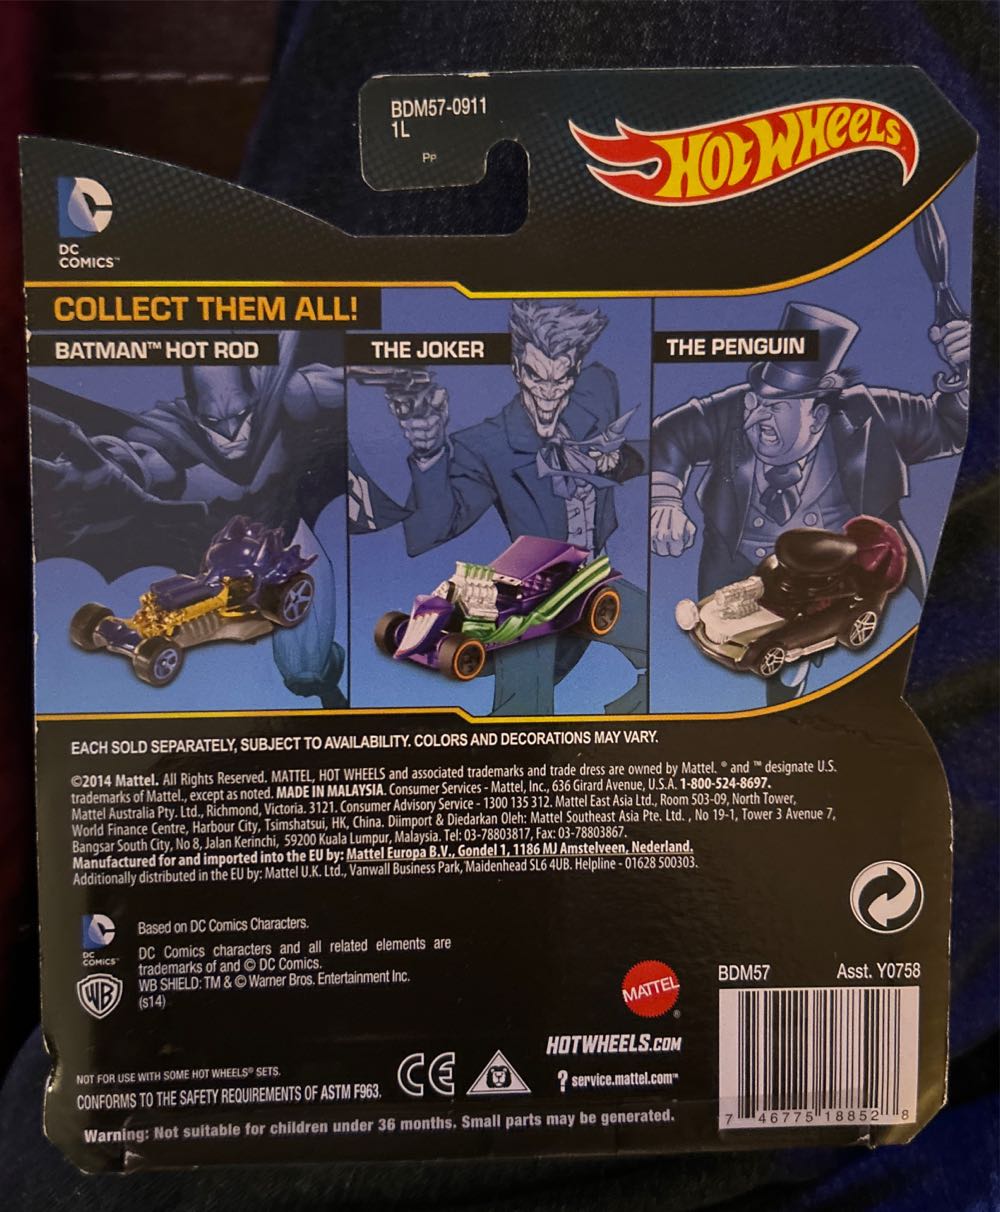 BDM57-0911
1L
Pp
HOT WHEELS
DC
COMICS™
COLLECT THEM ALL!
BATMAN™ HOT ROD
THE JOKER
THE PENGUIN
EACH SOLD SEPARATELY, SUBJECT TO AVAILABILITY. COLORS AND DECORATIONS MAY VARY.
©2014 Mattel. All Rights Reserved. MATTEL, HOT WHEELS and associated trademarks and trade dress are owned by Mattel. ® and ™ designate U.S.
trademarks of Mattel., except as noted. MADE IN MALAYSIA. Consumer Services - Mattel, Inc., 636 Girard Avenue, U.S.A. 1-800-524-8697.
Mattel Australia Pty. Ltd., Richmond, Victoria. 3121. Consumer Advisory Service - 1300 135 312. Mattel East Asia Ltd., Room 503-09, North Tower,
World Finance Centre, Harbour City, Tsimshatsui, HK, China. Diimport & Diedarkan Oleh: Mattel Southeast Asia Pte. Ltd. , No 19-1, Tower 3 Avenue 7,
Bangsar South City, No 8, Jalan Kerinchi, 59200 Kuala Lumpur, Malaysia. Tel: 03-78803817, Fax: 03-78803867.
Manufactured for and imported into the EU by: Mattel Europa B.V., Gondel 1, 1186 MJ Amstelveen, Nederland.
Additionally distributed in the EU by: Mattel U.K. Ltd., Vanwall Business Park, Maidenhead SL6 4UB. Helpline - 01628 500303.
DC
COMICS™
Based on DC Comics Characters.
DC Comics characters and all related elements are
trademarks of and © DC Comics.
WB SHIELD: TM & © Warner Bros. Entertainment Inc.
(s14)
WB
MATTEL®
BDM57 Asst. Y0758
HOTWHEELS.COM
? service.mattel.com™
NOT FOR USE WITH SOME HOT WHEELS® SETS.
CONFORMS TO THE SAFETY REQUIREMENTS OF ASTM F963.
CE
7 46775 18852 8
Warning: Not suitable for children under 36 months. Small parts may be generated.